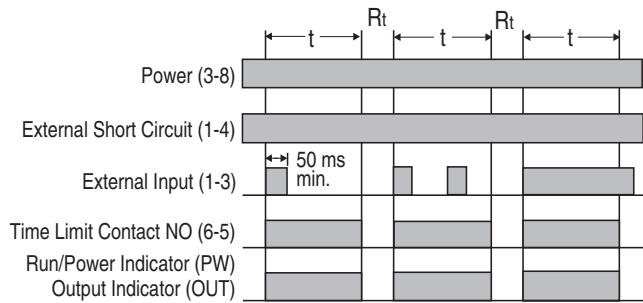 Rt Rt
t t t
Power (3-8)
External Short Circuit (1-4)
50 ms
External Input (1-3) min.
Time Limit Contact NO (6-5)
Run/Power Indicator (PW)
Output Indicator (OUT)